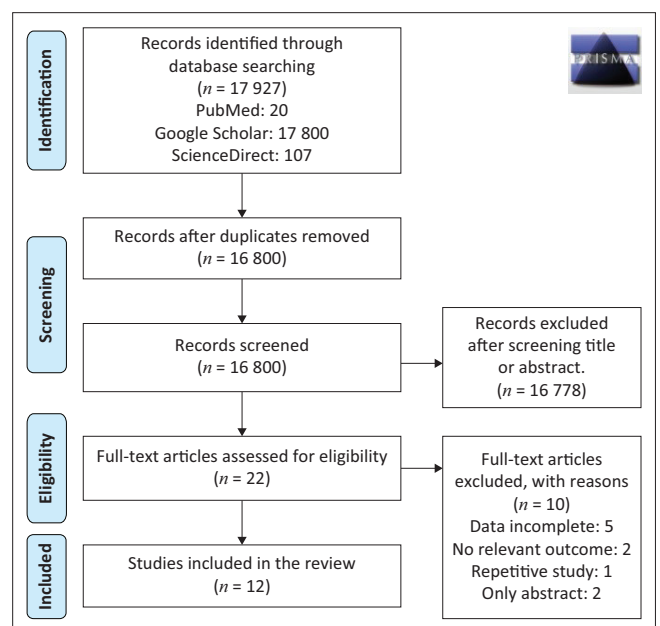 Identification
Records identified through
database searching
(n = 17 927)
PubMed: 20
Google Scholar: 17 800
ScienceDirect: 107
PRISMA
Screening
Records after duplicates removed
(n = 16 800)
Records screened
(n = 16 800)
Records excluded
after screening title
or abstract.
(n = 16 778)
Eligibility
Full-text articles assessed for eligibility
(n = 22)
Full-text articles
excluded, with reasons
(n = 10)
Data incomplete: 5
No relevant outcome: 2
Repetitive study: 1
Only abstract: 2
Included
Studies included in the review
(n = 12)